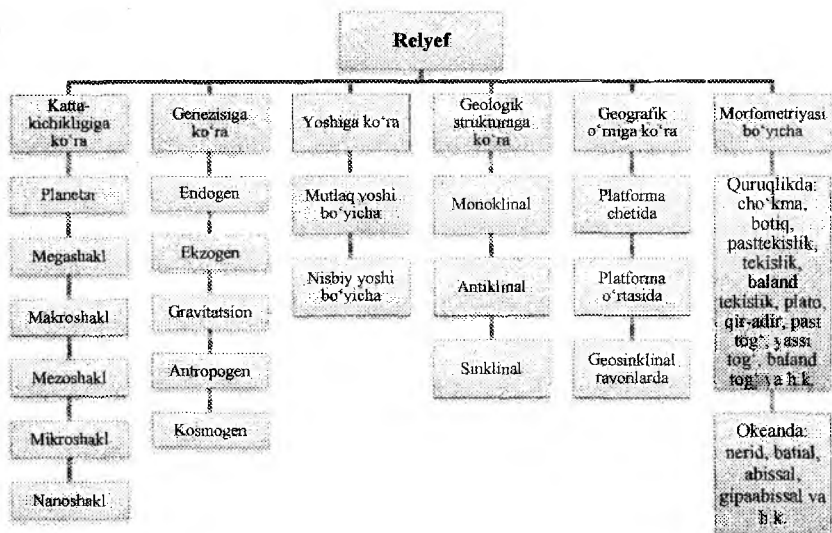 Relyef
Katta-
kichikligiga
ko‘ra
Planetar
Megashakl
Makroshakl
Mezoshakl
Mikroshakl
Nanoshakl
Genezisiga
ko‘ra
Endogen
Ekzogen
Gravitatsion
Antropogen
Kosmogen
Yoshiga ko‘ra
Mutlaq yoshi
bo‘yicha
Nisbiy yoshi
bo‘yicha
Geologik
strukturaga
ko‘ra
Monoklinal
Antiklinal
Sinklinal
Geografik
o‘rniga ko‘ra
Platforma
chetida
Platforma
o‘rtasida
Geosinklinal
rayonlarda
Morfometriyasi
bo‘yicha
Quruqlikda:
cho‘kma,
botiq,
pasttekislik,
tekislik,
baland
tekislik, plato,
qir-adir, past
tog‘, yassi
tog‘, baland
tog‘ va h.k.
Okeanda:
nerid, batial,
abissal,
gipaabissal va
h.k.